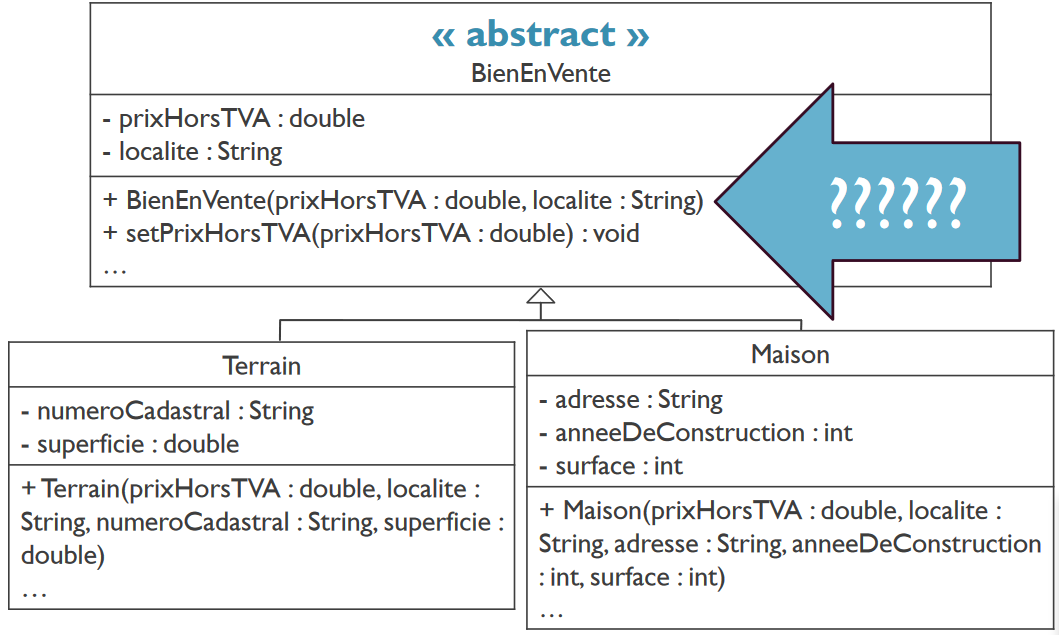 « abstract »
BienEnVente
- prixHorsTVA : double
- localite : String
+ BienEnVente(prixHorsTVA : double, localite : String)
+ setPrixHorsTVA(prixHorsTVA : double) : void
…
??????
Terrain
- numeroCadastral : String
- superficie : double
+ Terrain(prixHorsTVA : double, localite :
String, numeroCadastral : String, superficie :
double)
…
Maison
- adresse : String
- anneeDeConstruction : int
- surface : int
+ Maison(prixHorsTVA : double, localite :
String, adresse : String, anneeDeConstruction
: int, surface : int)
…